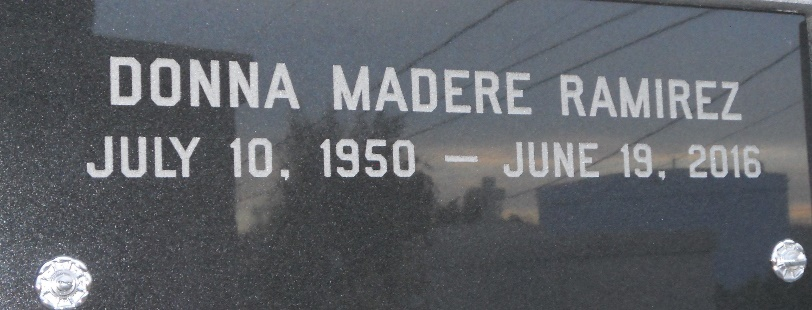 DONNA MADERE RAMIREZ
JULY 10, 1950 — JUNE 19, 2016